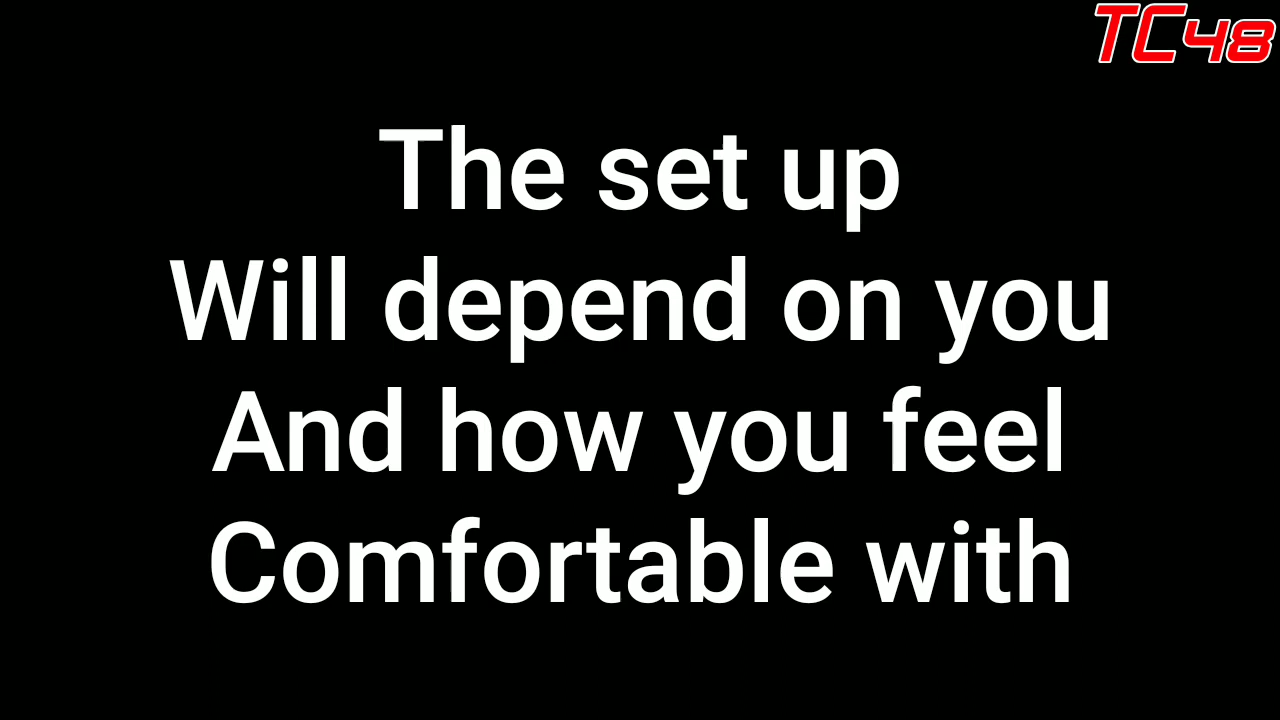 TC48
The set up
Will depend on you
And how you feel
Comfortable with